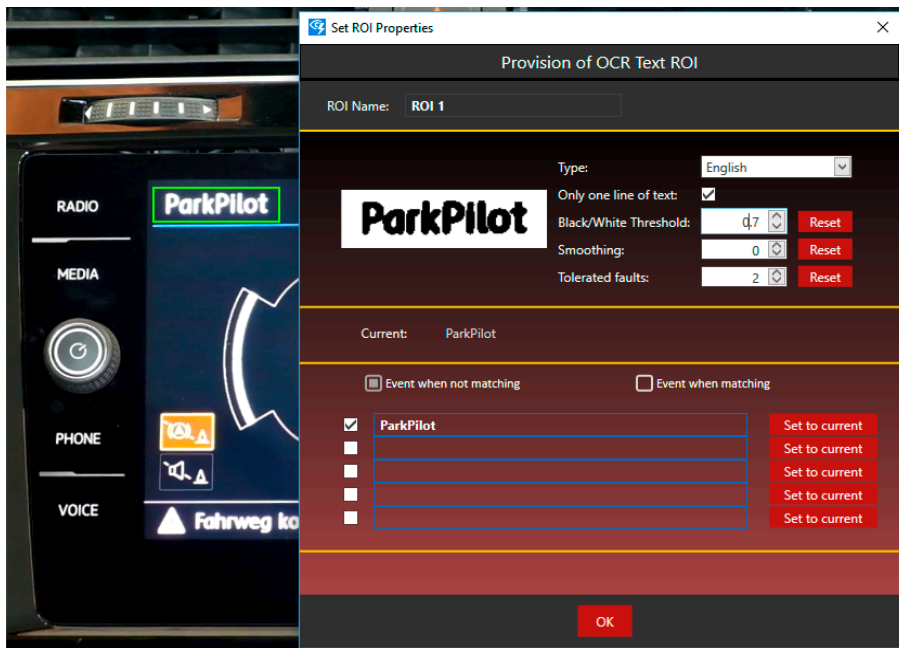 RADIO
MEDIA
PHONE
VOICE
ParkPilot
Fahrweg ko
Set ROI Properties
Provision of OCR Text ROI
ROI Name: ROI 1
ParkPilot
Type: English
Only one line of text:
Black/White Threshold: 0,7 Reset
Smoothing: 0 Reset
Tolerated faults: 2 Reset
Current: ParkPilot
Event when not matching Event when matching
ParkPilot Set to current
Set to current
Set to current
Set to current
Set to current
OK